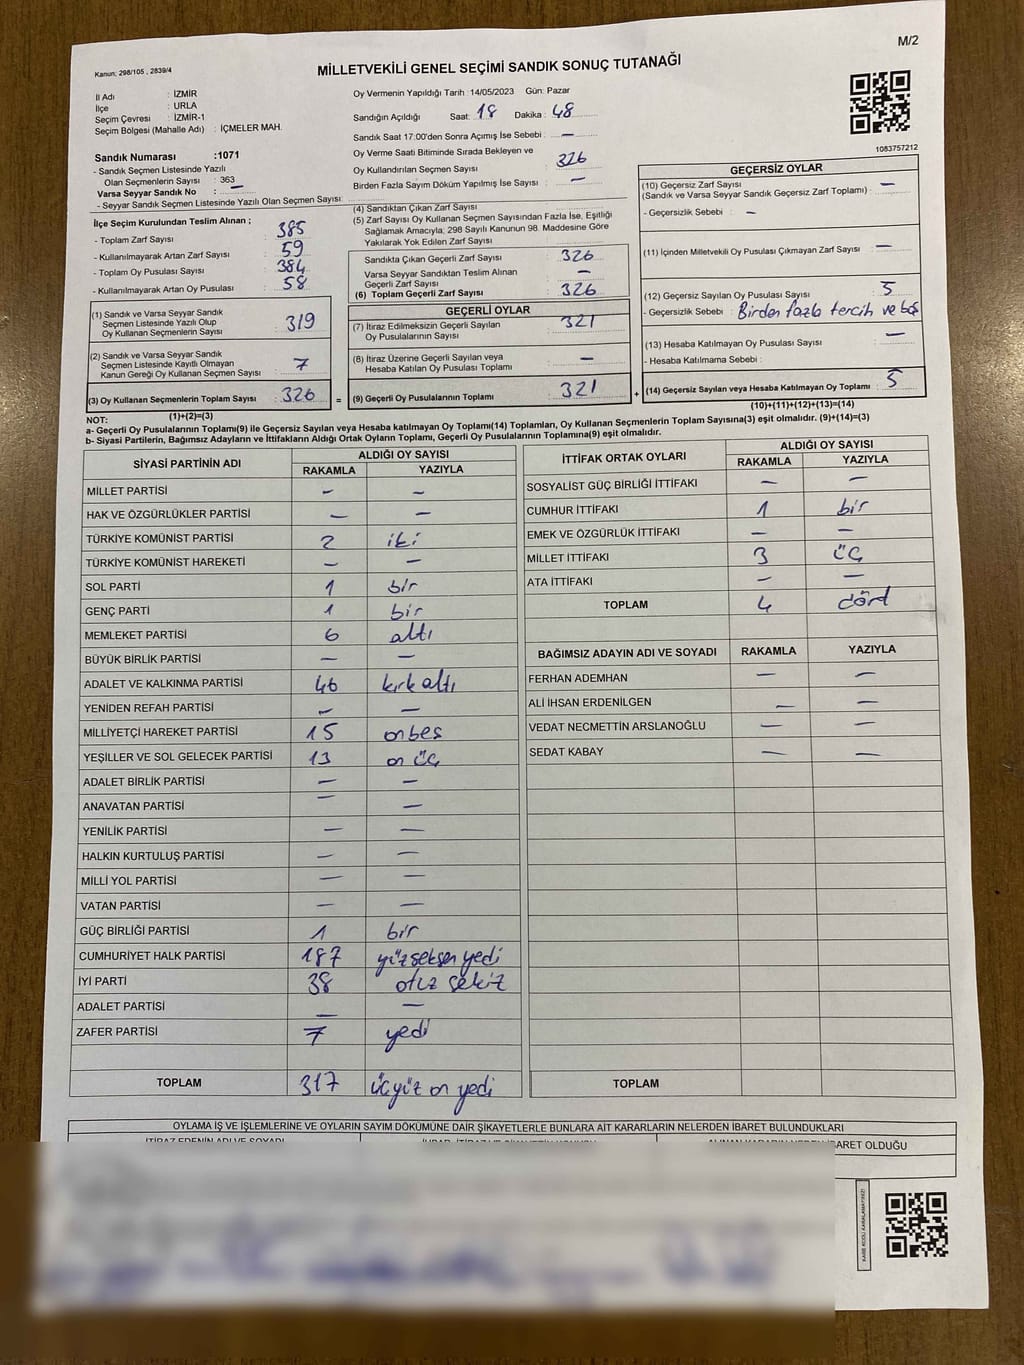 M/2
Kanun: 298/105 , 2839/4
MİLLETVEKİLİ GENEL SEÇİMİ SANDIK SONUÇ TUTANAĞI
İl Adı : İZMİR
İlçe : URLA
Seçim Çevresi : İZMİR-1
Seçim Bölgesi (Mahalle Adı) : İÇMELER MAH.
Sandık Numarası :1071
- Sandık Seçmen Listesinde Yazılı
Olan Seçmenlerin Sayısı : 363
Varsa Seyyar Sandık No : —
- Seyyar Sandık Seçmen Listesinde Yazılı Olan Seçmen Sayısı:
Oy Vermenin Yapıldığı Tarih :14/05/2023 Gün: Pazar
Sandığın Açıldığı Saat: 18 Dakika: 48
Sandık Saat 17:00'den Sonra Açımış İse Sebebi : —
Oy Verme Saati Bitiminde Sırada Bekleyen ve
Oy Kullandırılan Seçmen Sayısı : 326
Birden Fazla Sayım Döküm Yapılmış İse Sayısı : —
1083757212
İlçe Seçim Kurulundan Teslim Alınan ;
- Toplam Zarf Sayısı : 385
- Kullanılmayarak Artan Zarf Sayısı : 59
- Toplam Oy Pusulası Sayısı : 384
- Kullanılmayarak Artan Oy Pusulası : 58
(1) Sandık ve Varsa Seyyar Sandık
Seçmen Listesinde Yazılı Olup
Oy Kullanan Seçmenlerin Sayısı : 319
(2) Sandık ve Varsa Seyyar Sandık
Seçmen Listesinde Kayıtlı Olmayan
Kanun Gereği Oy Kullanan Seçmen Sayısı : 7
(3) Oy Kullanan Seçmenlerin Toplam Sayısı : 326
(1)+(2)=(3)
(4) Sandıktan Çıkan Zarf Sayısı :
(5) Zarf Sayısı Oy Kullanan Seçmen Sayısından Fazla İse, Eşitliği
Sağlamak Amacıyla; 298 Sayılı Kanunun 98. Maddesine Göre
Yakılarak Yok Edilen Zarf Sayısı :
Sandıkta Çıkan Geçerli Zarf Sayısı : 326
Varsa Seyyar Sandıktan Teslim Alınan
Geçerli Zarf Sayısı : —
(6) Toplam Geçerli Zarf Sayısı : 326
GEÇERLİ OYLAR
(7) İtiraz Edilmeksizin Geçerli Sayılan
Oy Pusulalarının Sayısı : 321
(8) İtiraz Üzerine Geçerli Sayılan veya
Hesaba Katılan Oy Pusulası Toplamı : —
= (9) Geçerli Oy Pusulalarının Toplamı : 321
GEÇERSİZ OYLAR
(10) Geçersiz Zarf Sayısı : —
(Sandık ve Varsa Seyyar Sandık Geçersiz Zarf Toplamı)
- Geçersizlik Sebebi : —
(11) İçinden Milletvekili Oy Pusulası Çıkmayan Zarf Sayısı : —
(12) Geçersiz Sayılan Oy Pusulası Sayısı : 5
- Geçersizlik Sebebi : Birden fazla tercih ve boş
(13) Hesaba Katılmayan Oy Pusulası Sayısı : —
- Hesaba Katılmama Sebebi :
+ (14) Geçersiz Sayılan veya Hesaba Katılmayan Oy Toplamı : 5
(10)+(11)+(12)+(13)=(14)
NOT:
a- Geçerli Oy Pusulalarının Toplamı(9) ile Geçersiz Sayılan veya Hesaba katılmayan Oy Toplamı(14) Toplamları, Oy Kullanan Seçmenlerin Toplam Sayısına(3) eşit olmalıdır. (9)+(14)=(3)
b- Siyasi Partilerin, Bağımsız Adayların ve İttifakların Aldığı Ortak Oyların Toplamı, Geçerli Oy Pusulalarının Toplamına(9) eşit olmalıdır.
SİYASİ PARTİNİN ADI ALDIĞI OY SAYISI
RAKAMLA YAZIYLA
MİLLET PARTİSİ — —
HAK VE ÖZGÜRLÜKLER PARTİSİ — —
TÜRKİYE KOMÜNİST PARTİSİ 2 iki
TÜRKİYE KOMÜNİST HAREKETİ — —
SOL PARTİ 1 bir
GENÇ PARTİ 1 bir
MEMLEKET PARTİSİ 6 altı
BÜYÜK BİRLİK PARTİSİ — —
ADALET VE KALKINMA PARTİSİ 46 kırk altı
YENİDEN REFAH PARTİSİ — —
MİLLİYETÇİ HAREKET PARTİSİ 15 onbeş
YEŞİLLER VE SOL GELECEK PARTİSİ 13 on üç
ADALET BİRLİK PARTİSİ — —
ANAVATAN PARTİSİ — —
YENİLİK PARTİSİ — —
HALKIN KURTULUŞ PARTİSİ — —
MİLLİ YOL PARTİSİ — —
VATAN PARTİSİ — —
GÜÇ BİRLİĞİ PARTİSİ 1 bir
CUMHURİYET HALK PARTİSİ 187 yüzseksen yedi
İYİ PARTİ 38 otuz sekiz
ADALET PARTİSİ — —
ZAFER PARTİSİ 7 yedi
TOPLAM 317 üçyüz on yedi
İTTİFAK ORTAK OYLARI ALDIĞI OY SAYISI
RAKAMLA YAZIYLA
SOSYALİST GÜÇ BİRLİĞİ İTTİFAKI — —
CUMHUR İTTİFAKI 1 bir
EMEK VE ÖZGÜRLÜK İTTİFAKI — —
MİLLET İTTİFAKI 3 üç
ATA İTTİFAKI — —
TOPLAM 4 dört
BAĞIMSIZ ADAYIN ADI VE SOYADI RAKAMLA YAZIYLA
FERHAN ADEMHAN — —
ALİ İHSAN ERDENİLGEN — —
VEDAT NECMETTİN ARSLANOĞLU — —
SEDAT KABAY — —
TOPLAM
OYLAMA İŞ VE İŞLEMLERİNE VE OYLARIN SAYIM DÖKÜMÜNE DAİR ŞİKAYETLERLE BUNLARA AİT KARARLARIN NELERDEN İBARET BULUNDUKLARI
İTİRAZ EDENİN ADI VE SOYADI
ALINAN KARARIN NEDEN İBARET OLDUĞU
KARE KODU KARALAMAYINIZ!